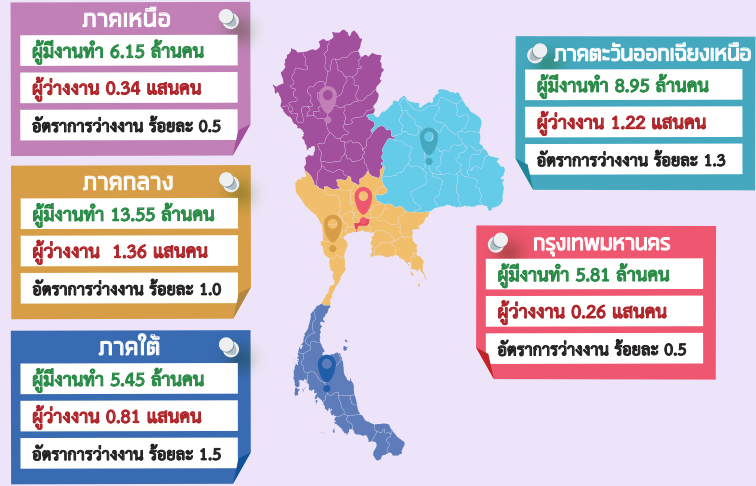 ภาคเหนือ
ผู้มีงานทำ 6.15 ล้านคน
ผู้ว่างงาน 0.34 แสนคน
อัตราการว่างงาน ร้อยละ 0.5
ภาคตะวันออกเฉียงเหนือ
ผู้มีงานทำ 8.95 ล้านคน
ผู้ว่างงาน 1.22 แสนคน
อัตราการว่างงาน ร้อยละ 1.3
ภาคกลาง
ผู้มีงานทำ 13.55 ล้านคน
ผู้ว่างงาน 1.36 แสนคน
อัตราการว่างงาน ร้อยละ 1.0
กรุงเทพมหานคร
ผู้มีงานทำ 5.81 ล้านคน
ผู้ว่างงาน 0.26 แสนคน
อัตราการว่างงาน ร้อยละ 0.5
ภาคใต้
ผู้มีงานทำ 5.45 ล้านคน
ผู้ว่างงาน 0.81 แสนคน
อัตราการว่างงาน ร้อยละ 1.5